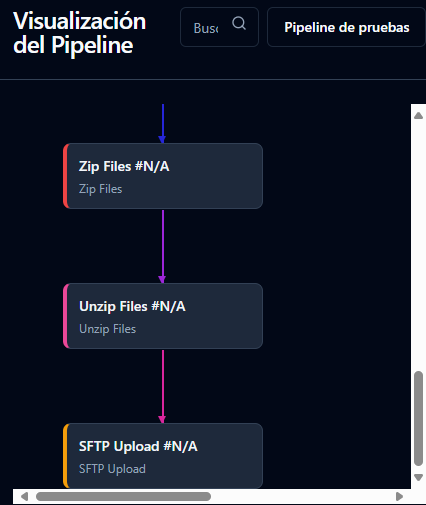 Visualización
del Pipeline
Busc
Pipeline de pruebas
Zip Files #N/A
Zip Files
Unzip Files #N/A
Unzip Files
SFTP Upload #N/A
SFTP Upload